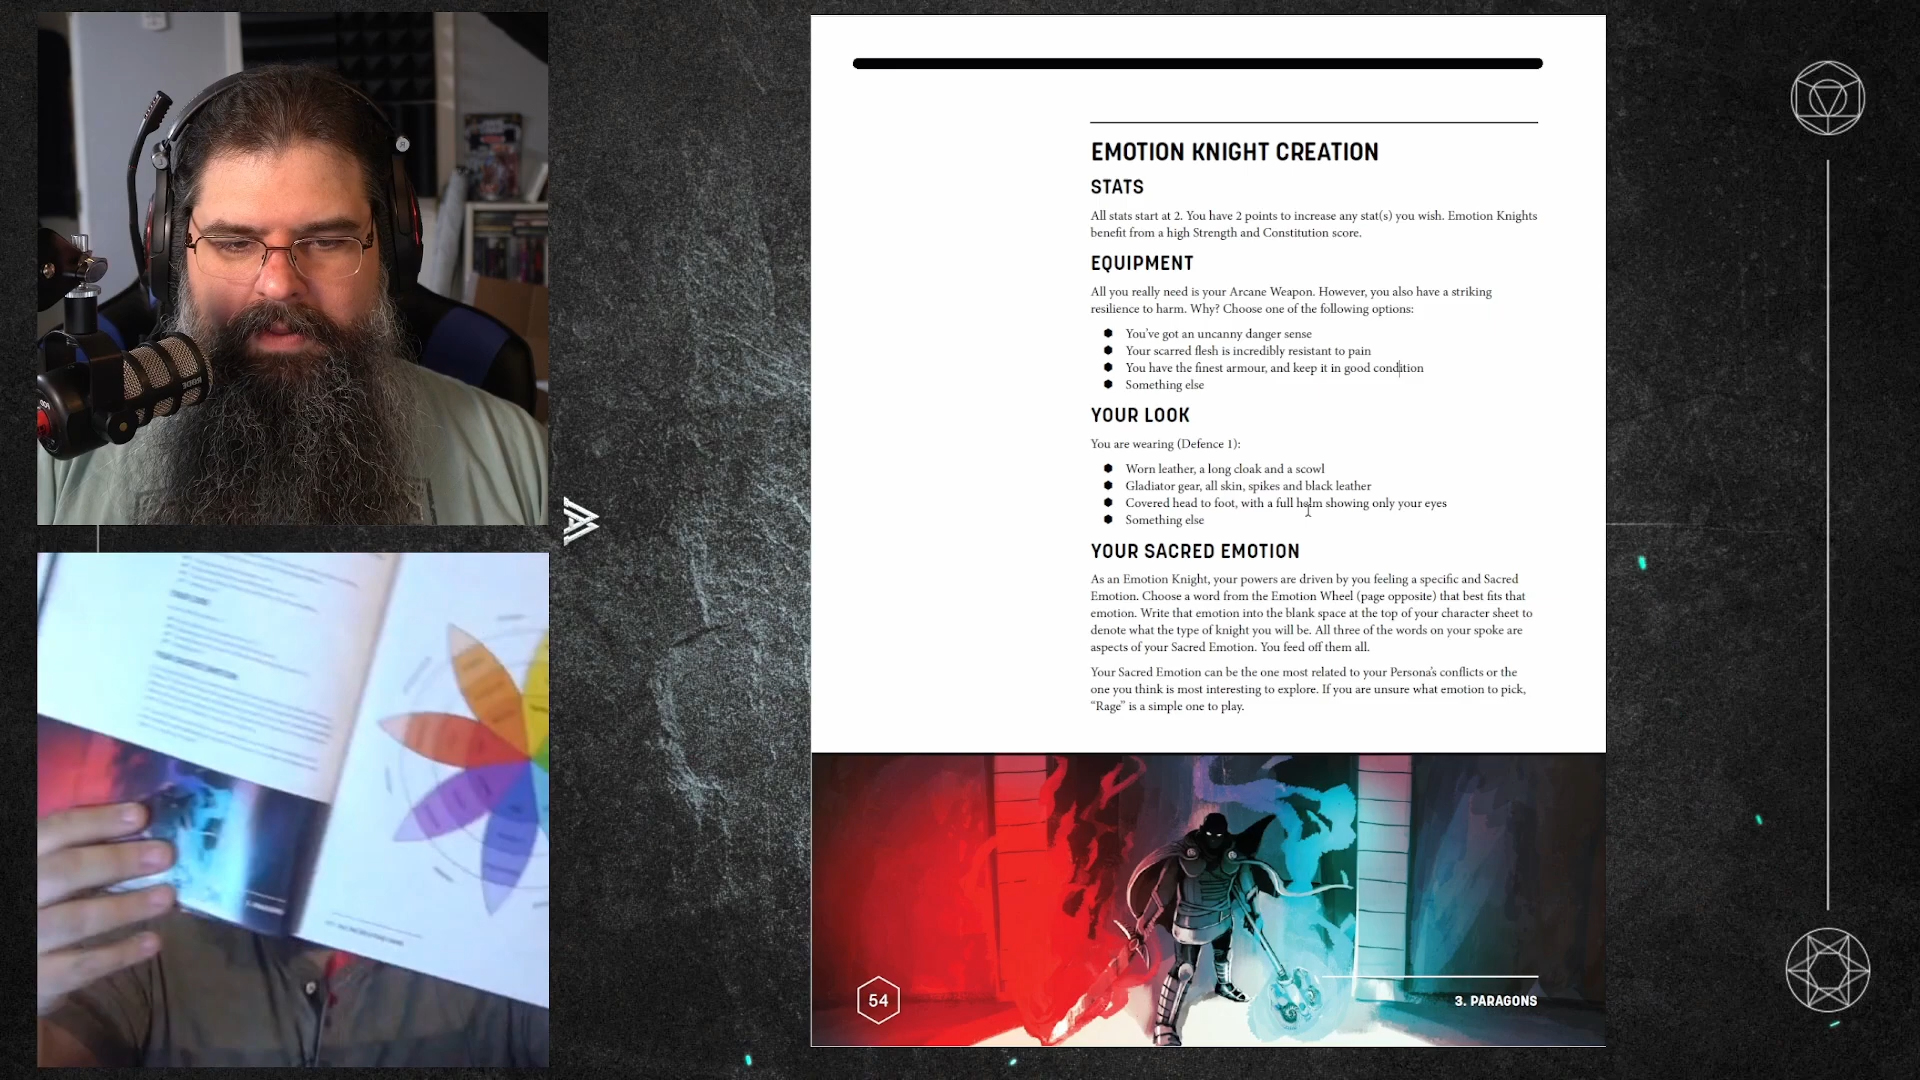 EMOTION KNIGHT CREATION
STATS
All stats start at 2. You have 2 points to increase any stat(s) you wish. Emotion Knights
benefit from a high Strength and Constitution score.
EQUIPMENT
All you really need is your Arcane Weapon. However, you also have a striking
resilience to harm. Why? Choose one of the following options:
You've got an uncanny danger sense
Your scarred flesh is incredibly resistant to pain
You have the finest armour, and keep it in good condition
Something else
YOUR LOOK
You are wearing (Defence 1):
Worn leather, a long cloak and a scowl
Gladiator gear, all skin, spikes and black leather
Covered head to foot, with a full helm showing only your eyes
Something else
YOUR SACRED EMOTION
As an Emotion Knight, your powers are driven by you feeling a specific and Sacred
Emotion. Choose a word from the Emotion Wheel (page opposite) that best fits that
emotion. Write that emotion into the blank space at the top of your character sheet to
denote what the type of knight you will be. All three of the words on your spoke are
aspects of your Sacred Emotion. You feed off them all.
Your Sacred Emotion can be the one most related to your Persona's conflicts or the
one you think is most interesting to explore. If you are unsure what emotion to pick,
"Rage" is a simple one to play.
54
3. PARAGONS
RODE